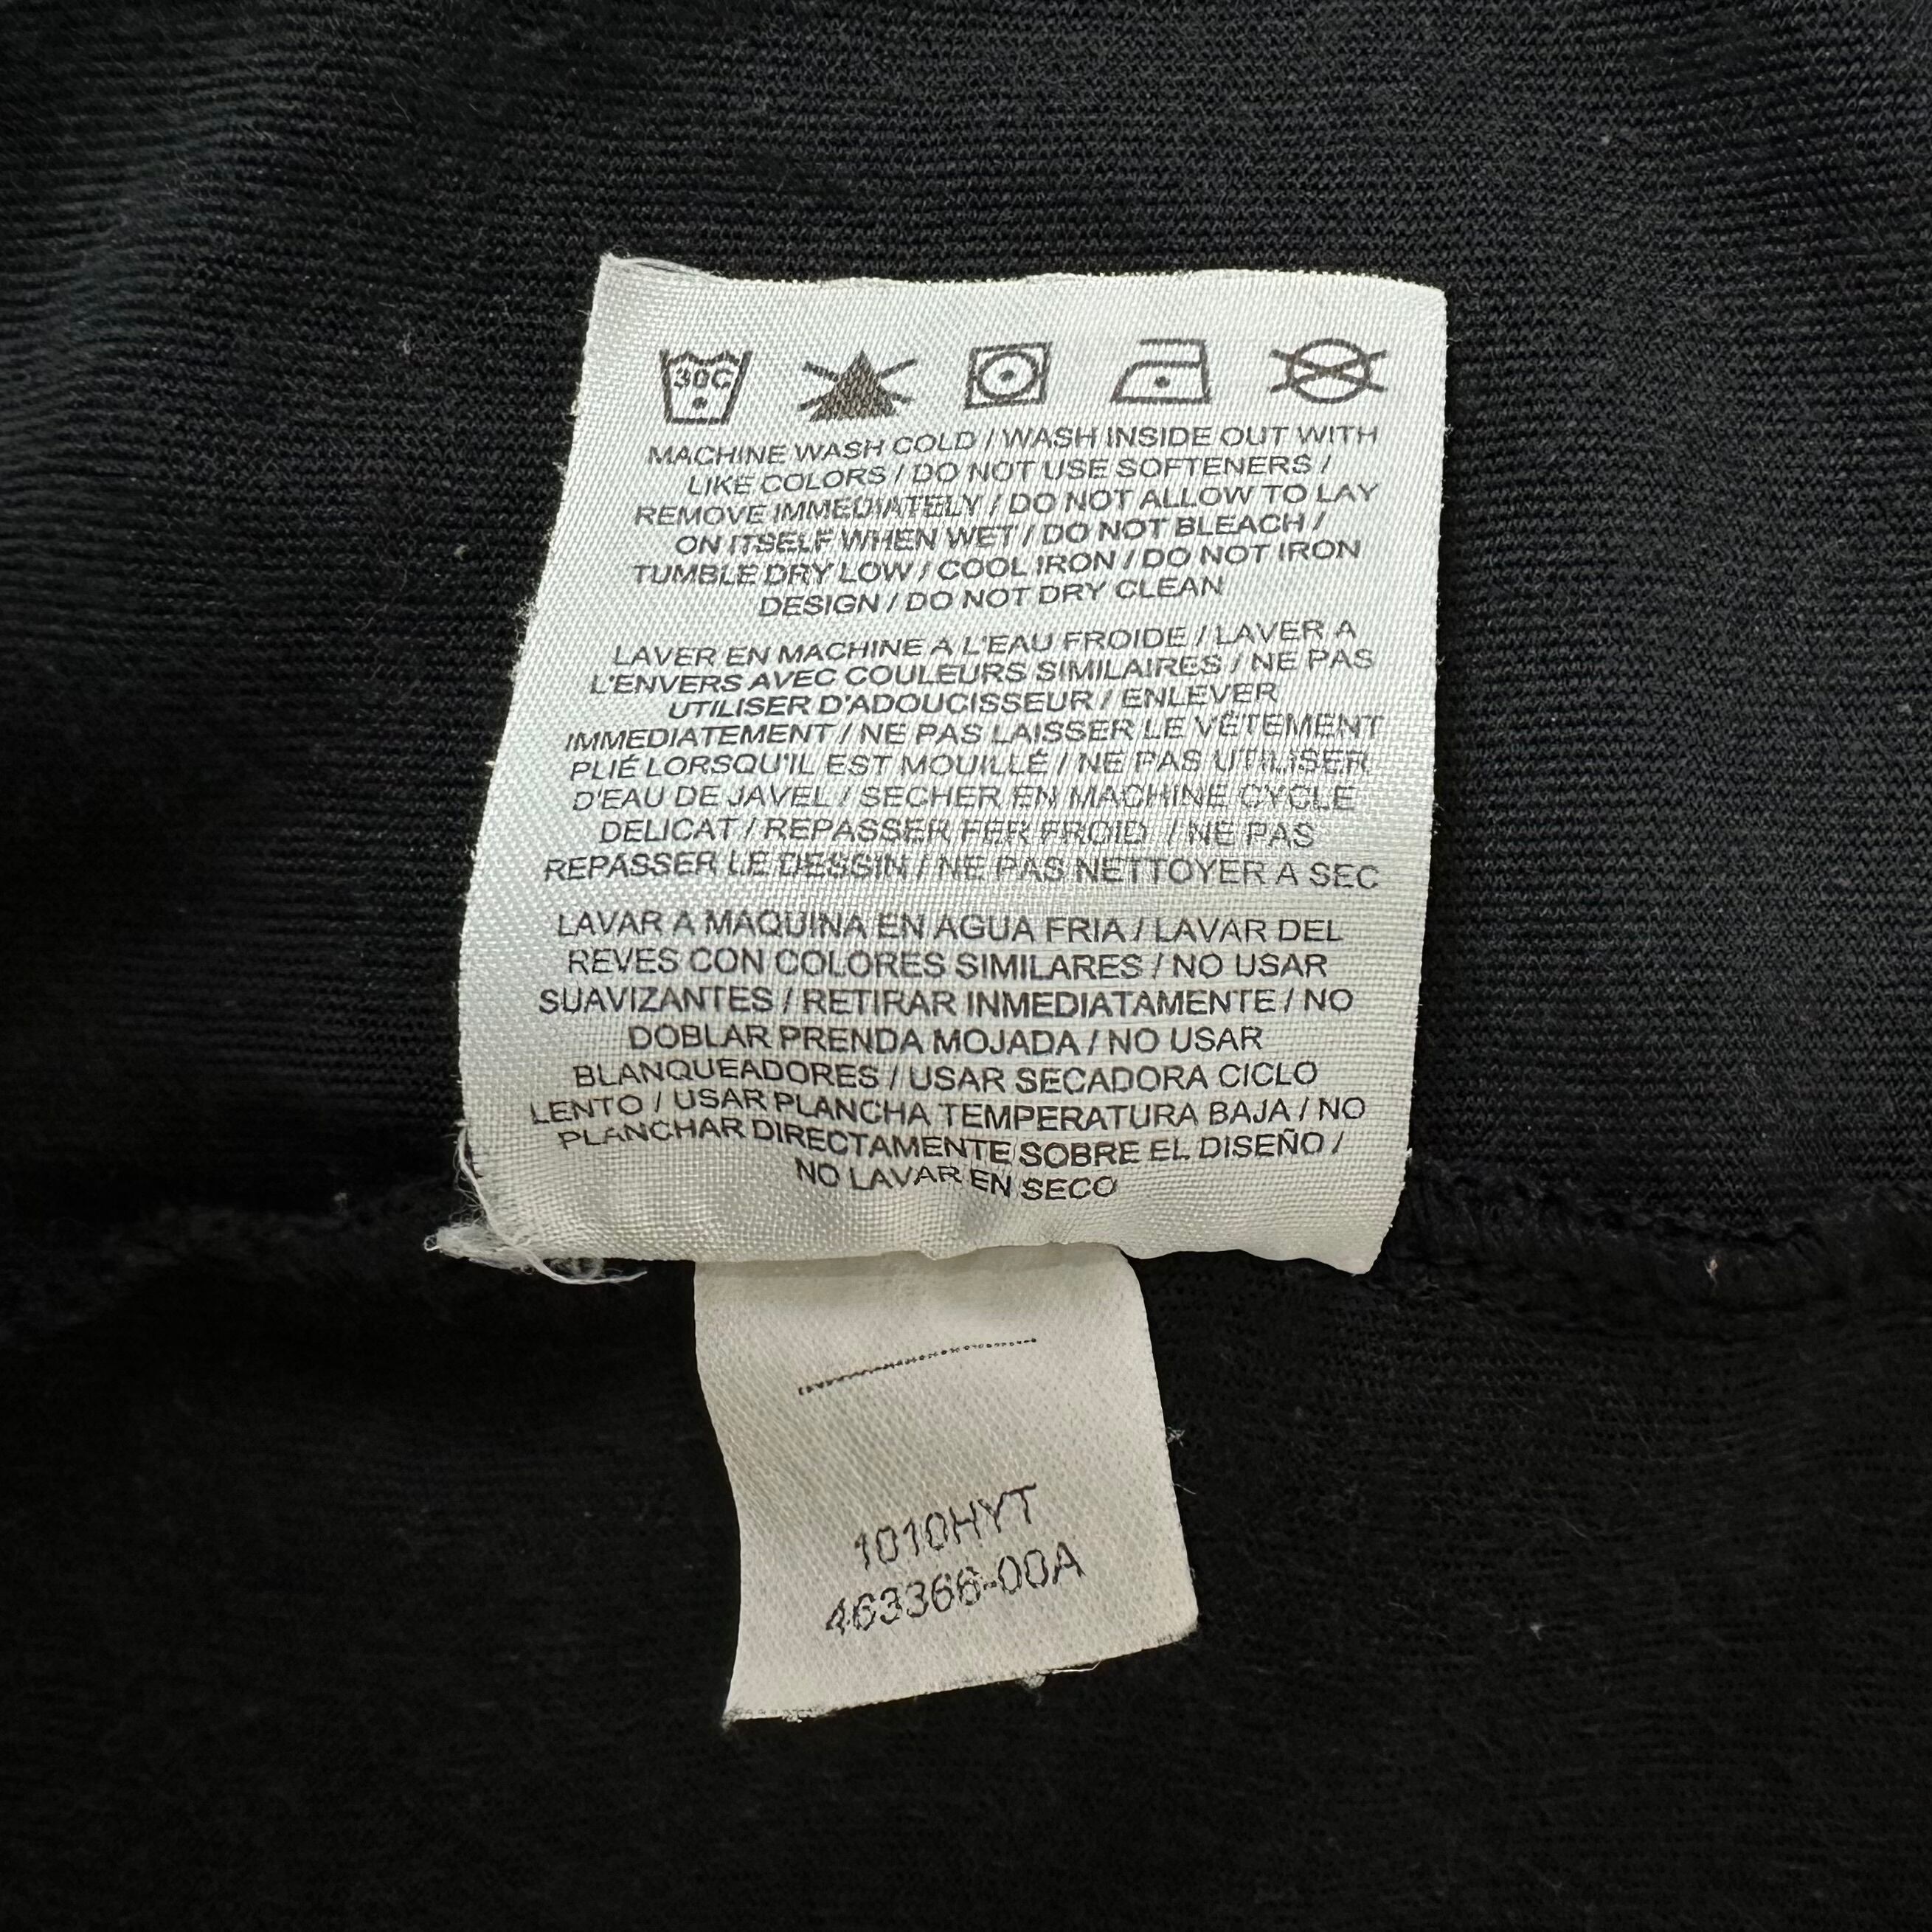 30C
MACHINE WASH COLD / WASH INSIDE OUT WITH
LIKE COLORS / DO NOT USE SOFTENERS /
REMOVE IMMEDIATELY / DO NOT ALLOW TO LAY
ON ITSELF WHEN WET / DO NOT BLEACH /
TUMBLE DRY LOW / COOL IRON / DO NOT IRON
DESIGN / DO NOT DRY CLEAN
LAVER EN MACHINE A L'EAU FROIDE / LAVER A
L'ENVERS AVEC COULEURS SIMILAIRES / NE PAS
UTILISER D'ADOUCISSEUR / ENLEVER
IMMEDIATEMENT / NE PAS LAISSER LE VÊTEMENT
PLIÉ LORSQU'IL EST MOUILLÉ / NE PAS UTILISER
D'EAU DE JAVEL / SECHER EN MACHINE CYCLE
DELICAT / REPASSER FER FROID / NE PAS
REPASSER LE DESSIN / NE PAS NETTOYER A SEC
LAVAR A MAQUINA EN AGUA FRIA / LAVAR DEL
REVES CON COLORES SIMILARES / NO USAR
SUAVIZANTES / RETIRAR INMEDIATAMENTE / NO
DOBLAR PRENDA MOJADA / NO USAR
BLANQUEADORES / USAR SECADORA CICLO
LENTO / USAR PLANCHA TEMPERATURA BAJA / NO
PLANCHAR DIRECTAMENTE SOBRE EL DISEÑO /
NO LAVAR EN SECO
1010HYT
463366-00A